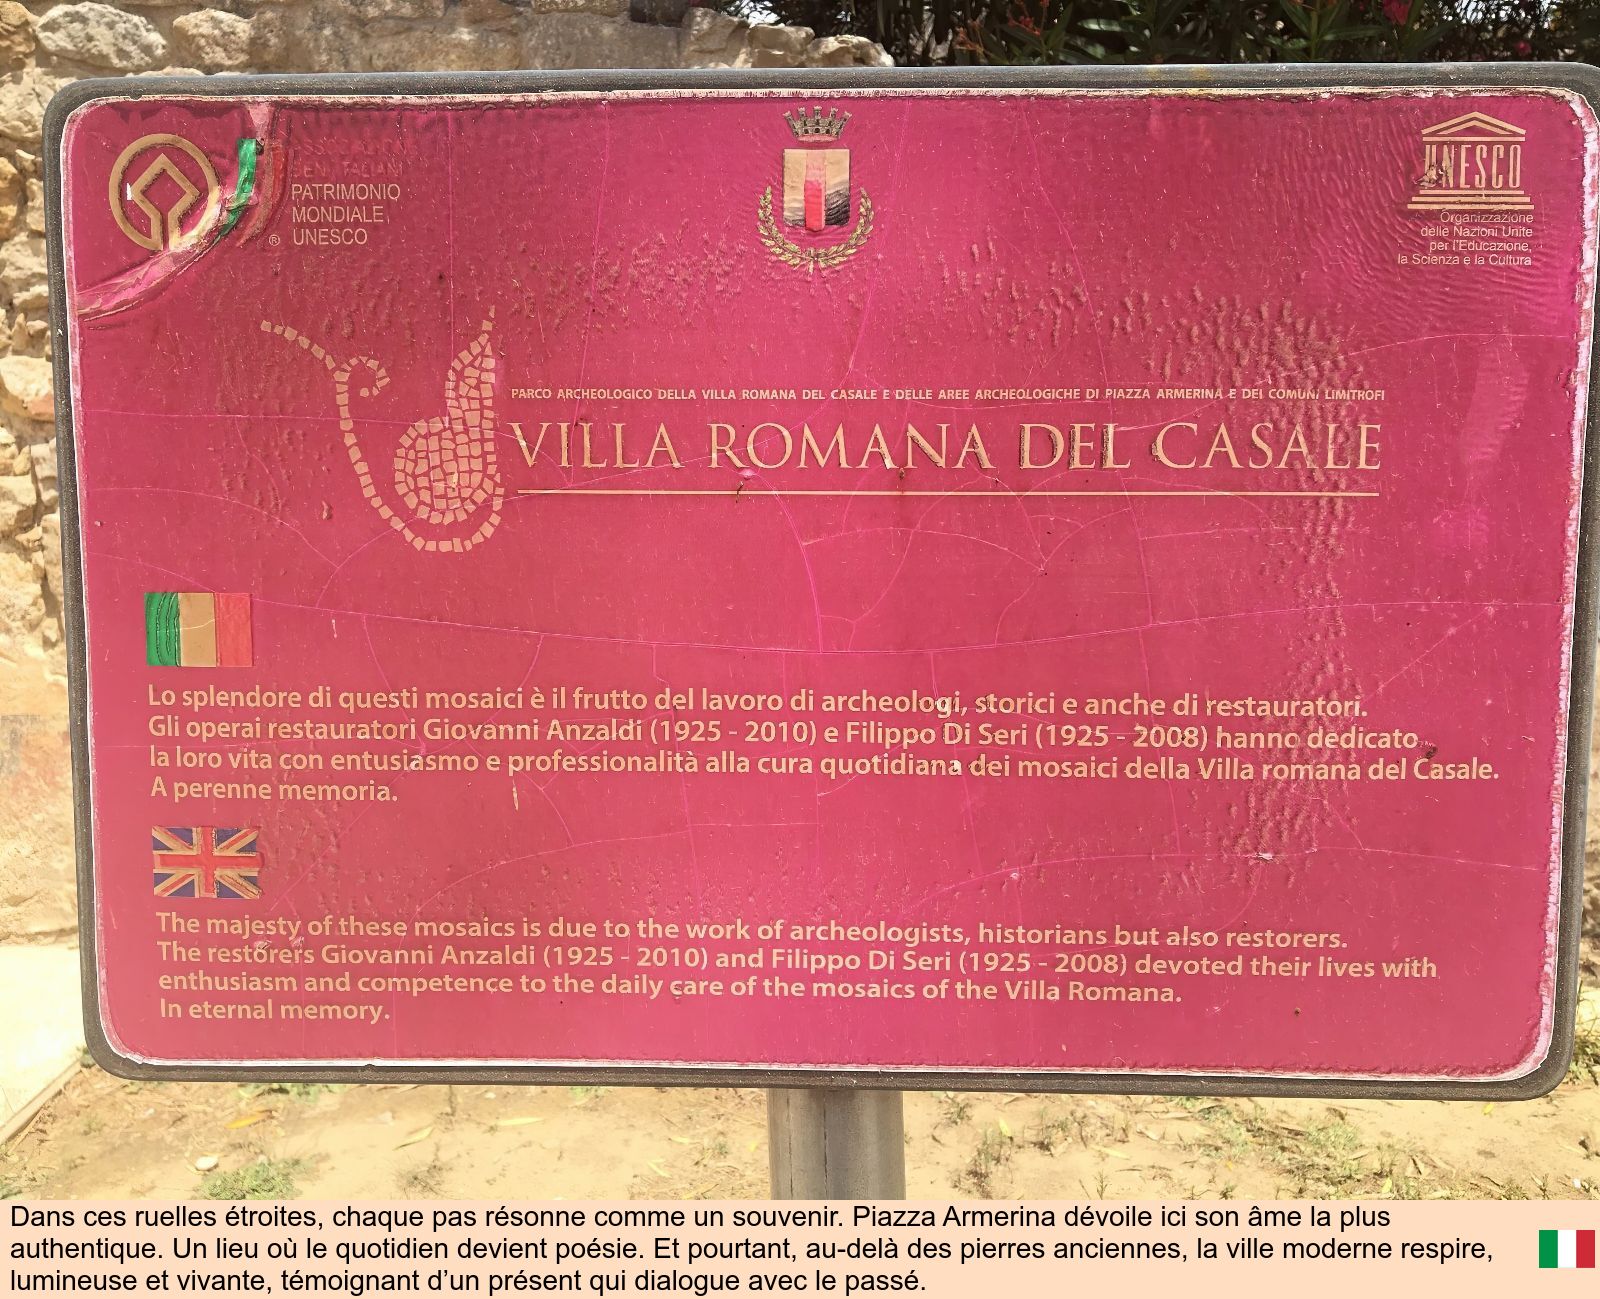 ASSOCIAZIONE
BENI ITALIANI
PATRIMONIO
MONDIALE
UNESCO
®
UNESCO
Organizzazione
delle Nazioni Unite
per l'Educazione,
la Scienza e la Cultura
PARCO ARCHEOLOGICO DELLA VILLA ROMANA DEL CASALE E DELLE AREE ARCHEOLOGICHE DI PIAZZA ARMERINA E DEI COMUNI LIMITROFI
VILLA ROMANA DEL CASALE
Lo splendore di questi mosaici è il frutto del lavoro di archeologi, storici e anche di restauratori.
Gli operai restauratori Giovanni Anzaldi (1925 - 2010) e Filippo Di Seri (1925 - 2008) hanno dedicato
la loro vita con entusiasmo e professionalità alla cura quotidiana dei mosaici della Villa romana del Casale.
A perenne memoria.
The majesty of these mosaics is due to the work of archeologists, historians but also restorers.
The restorers Giovanni Anzaldi (1925 - 2010) and Filippo Di Seri (1925 - 2008) devoted their lives with
enthusiasm and competence to the daily care of the mosaics of the Villa Romana.
In eternal memory.
Dans ces ruelles étroites, chaque pas résonne comme un souvenir. Piazza Armerina dévoile ici son âme la plus
authentique. Un lieu où le quotidien devient poésie. Et pourtant, au-delà des pierres anciennes, la ville moderne respire,
lumineuse et vivante, témoignant d’un présent qui dialogue avec le passé.